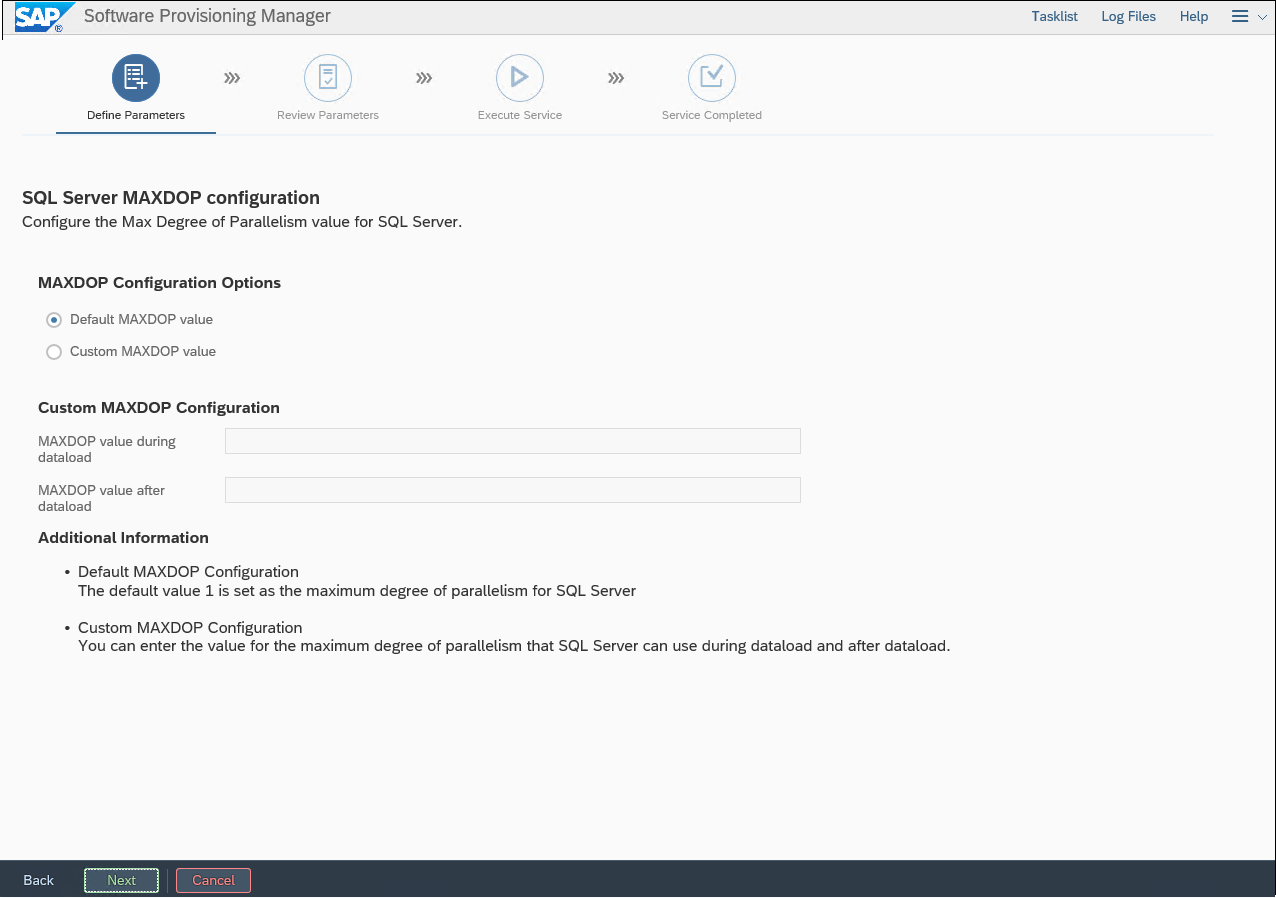 SAP® Software Provisioning Manager Tasklist Log Files Help
Define Parameters Review Parameters Execute Service Service Completed
SQL Server MAXDOP configuration
Configure the Max Degree of Parallelism value for SQL Server.
MAXDOP Configuration Options
Default MAXDOP value
Custom MAXDOP value
Custom MAXDOP Configuration
MAXDOP value during
dataload
MAXDOP value after
dataload
Additional Information
• Default MAXDOP Configuration
The default value 1 is set as the maximum degree of parallelism for SQL Server
• Custom MAXDOP Configuration
You can enter the value for the maximum degree of parallelism that SQL Server can use during dataload and after dataload.
Back Next Cancel